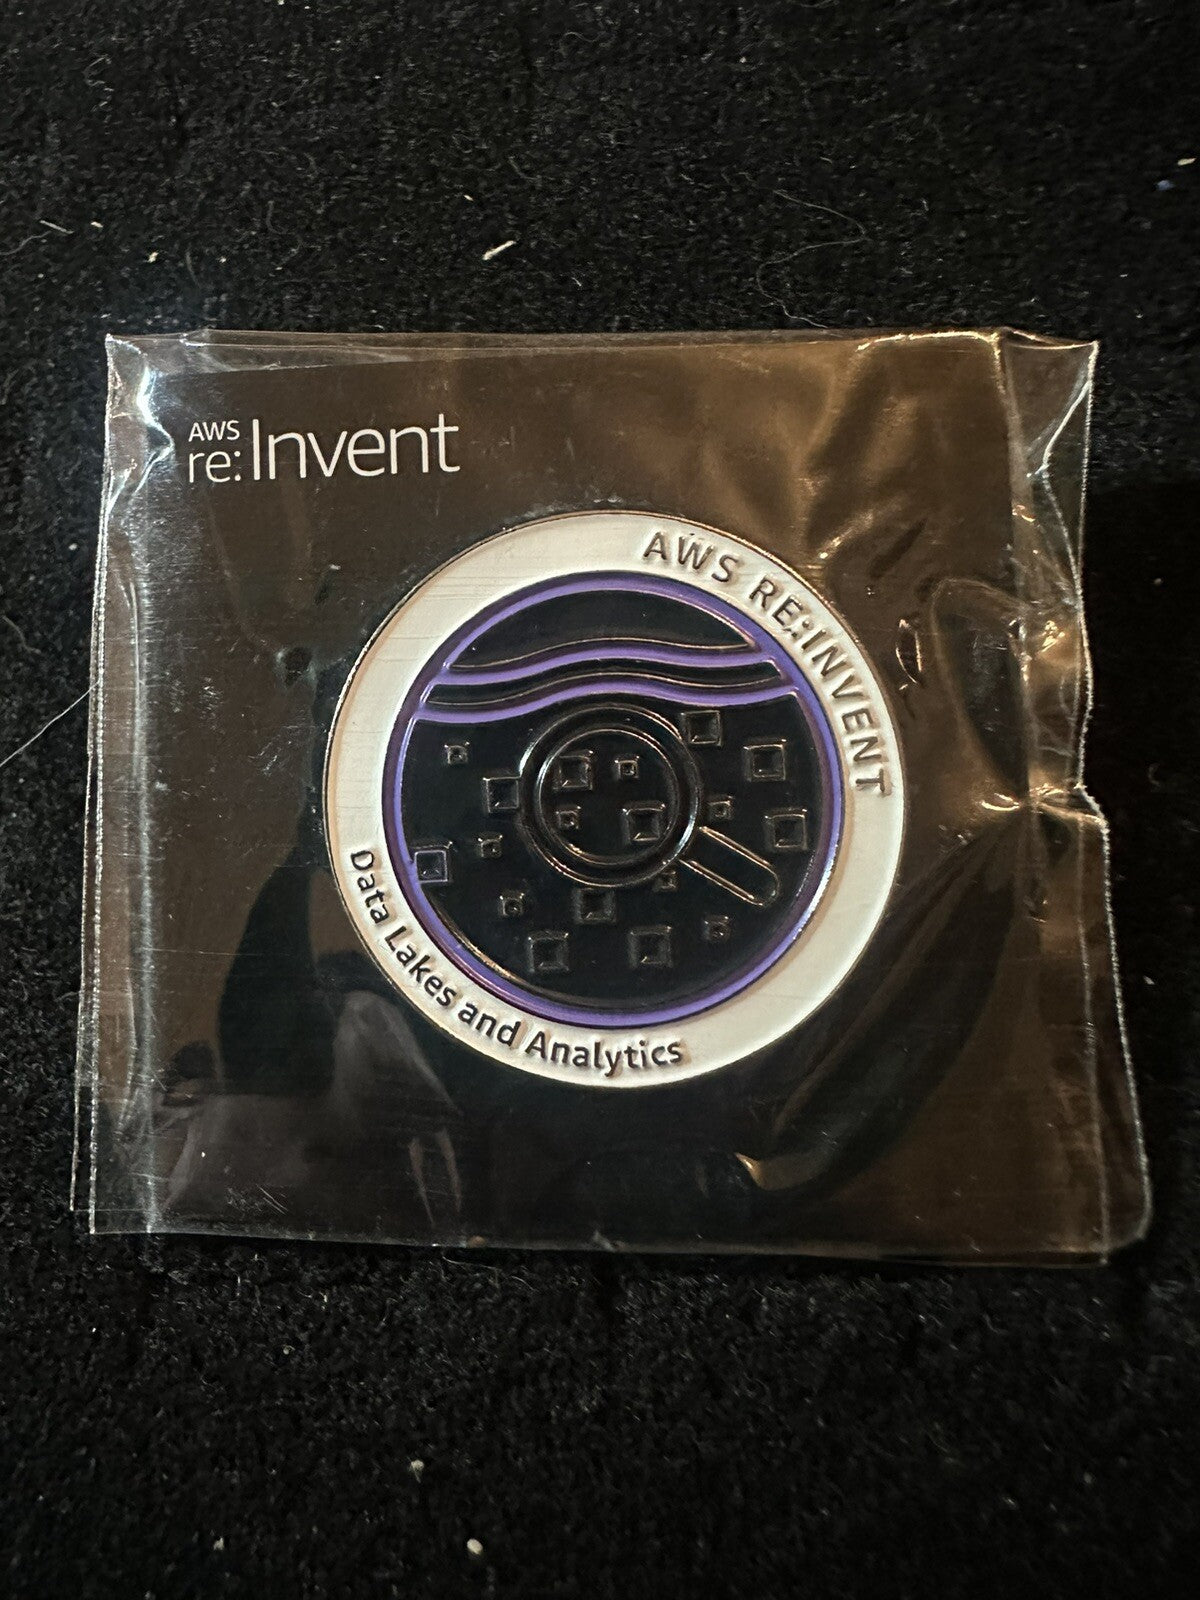 AWS
re:Invent
AWS RE:INVENT
Data Lakes and Analytics